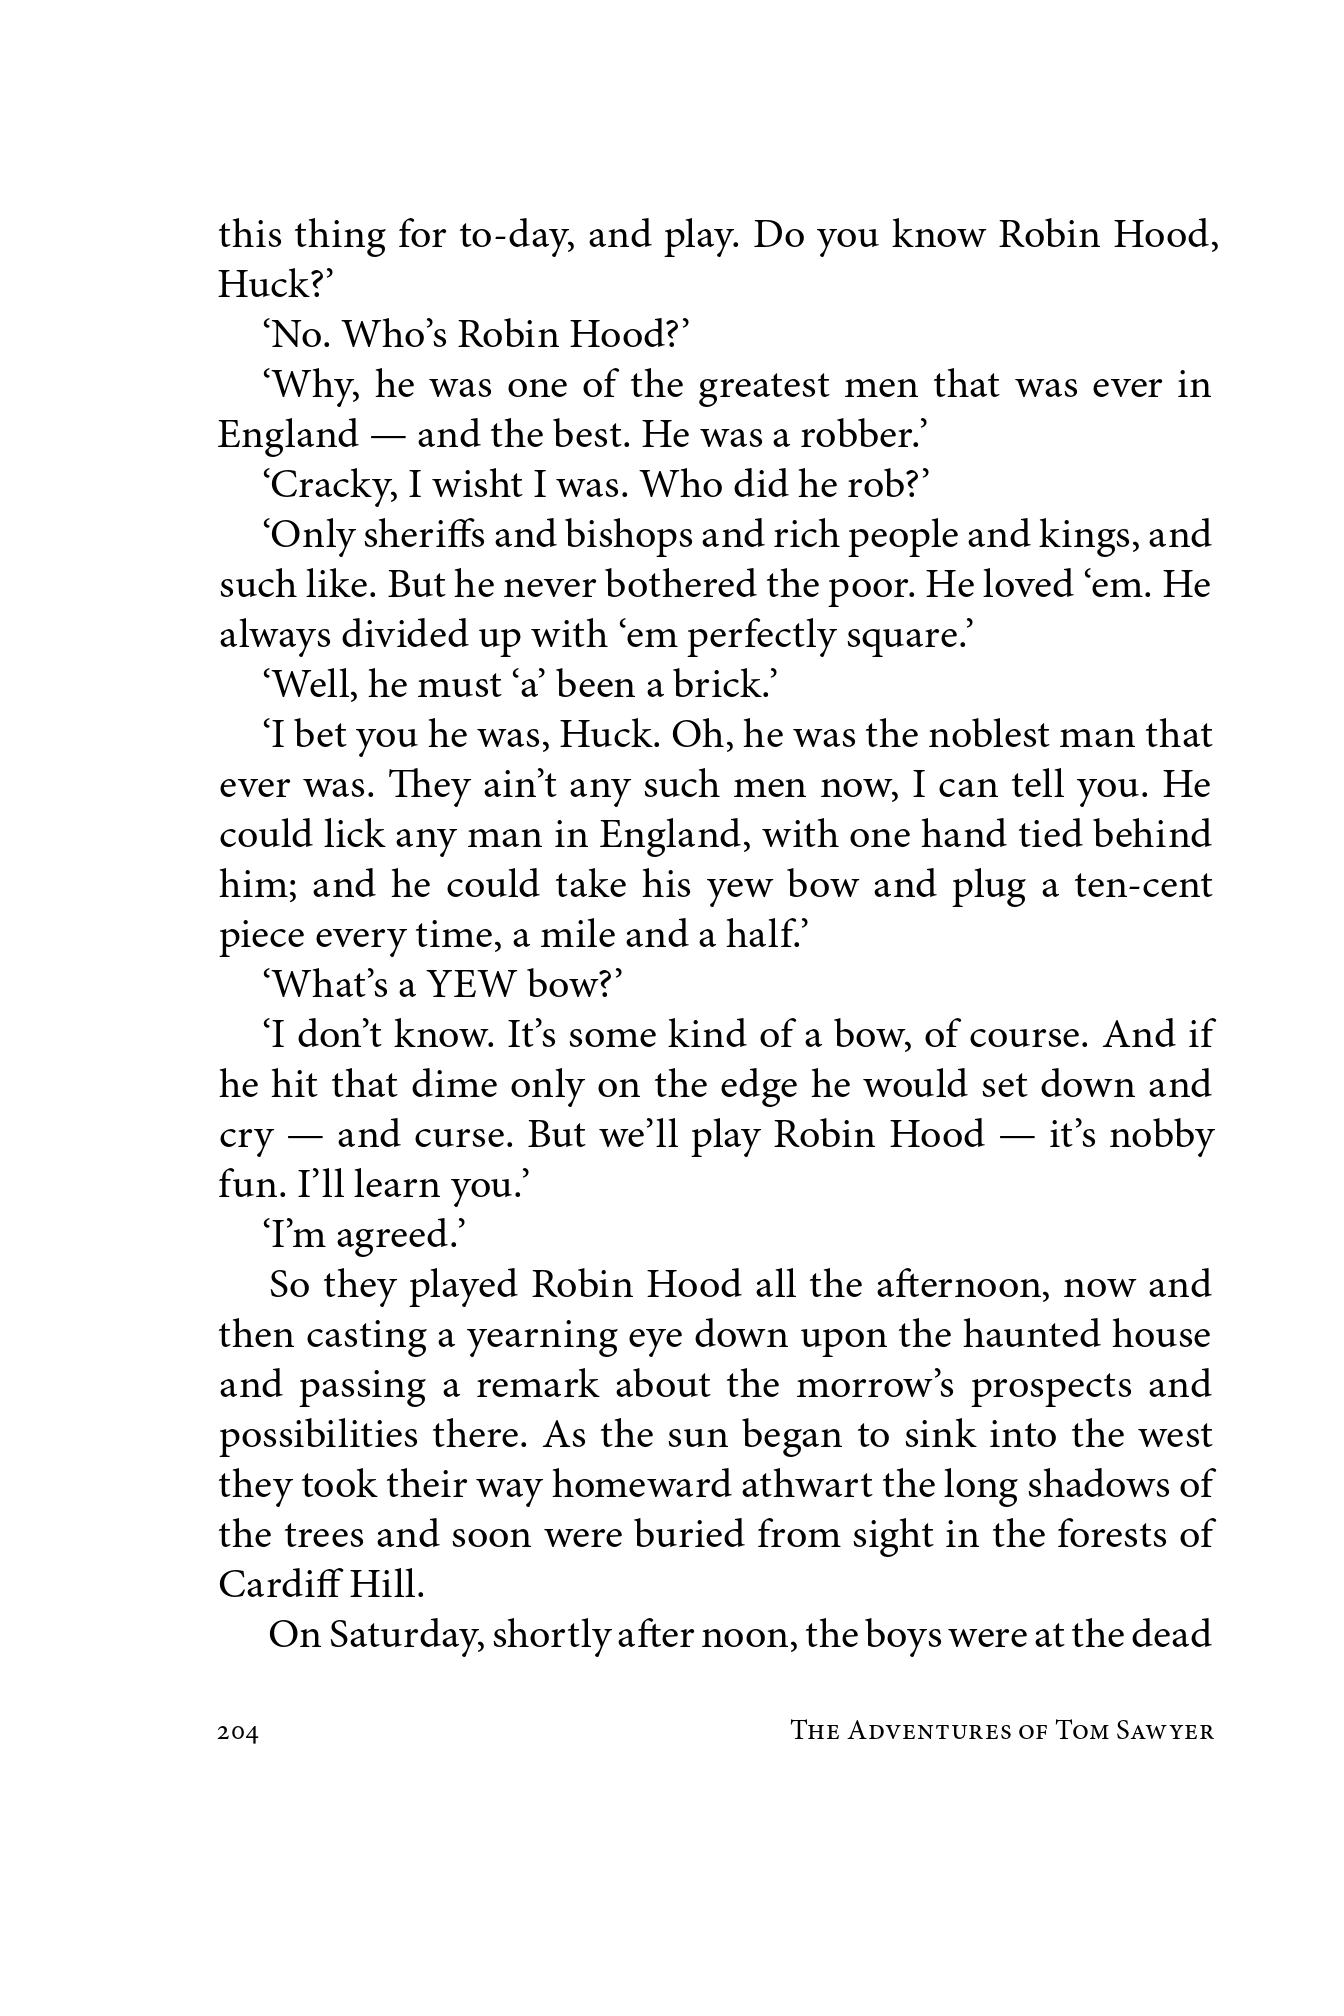 this thing for to-day, and play. Do you know Robin Hood,
Huck?’
‘No. Who’s Robin Hood?’
‘Why, he was one of the greatest men that was ever in
England — and the best. He was a robber.’
‘Cracky, I wisht I was. Who did he rob?’
‘Only sheriffs and bishops and rich people and kings, and
such like. But he never bothered the poor. He loved ‘em. He
always divided up with ‘em perfectly square.’
‘Well, he must ‘a’ been a brick.’
‘I bet you he was, Huck. Oh, he was the noblest man that
ever was. They ain’t any such men now, I can tell you. He
could lick any man in England, with one hand tied behind
him; and he could take his yew bow and plug a ten-cent
piece every time, a mile and a half.’
‘What’s a YEW bow?’
‘I don’t know. It’s some kind of a bow, of course. And if
he hit that dime only on the edge he would set down and
cry — and curse. But we’ll play Robin Hood — it’s nobby
fun. I’ll learn you.’
‘I’m agreed.’
So they played Robin Hood all the afternoon, now and
then casting a yearning eye down upon the haunted house
and passing a remark about the morrow’s prospects and
possibilities there. As the sun began to sink into the west
they took their way homeward athwart the long shadows of
the trees and soon were buried from sight in the forests of
Cardiff Hill.
On Saturday, shortly after noon, the boys were at the dead
204 The Adventures of Tom Sawyer